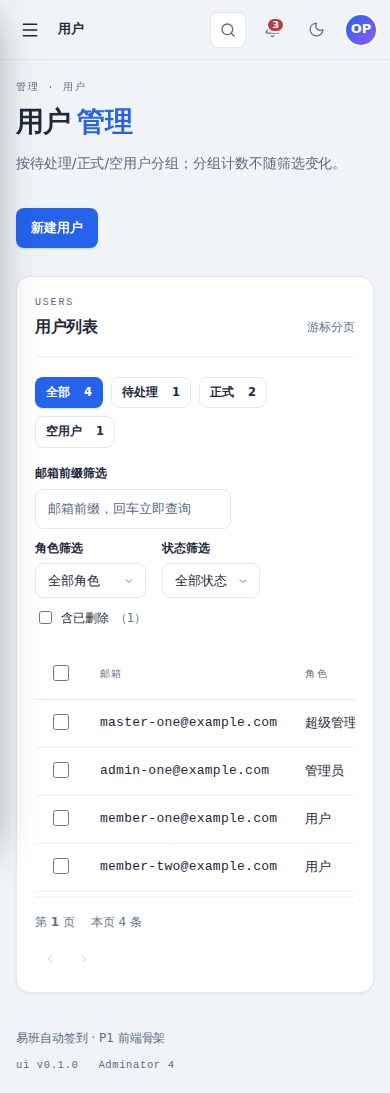 用户
3
OP
管理 · 用户
用户 管理
按待处理/正式/空用户分组；分组计数不随筛选变化。
新建用户
USERS
用户列表
游标分页
全部 4 待处理 1 正式 2
空用户 1
邮箱前缀筛选
邮箱前缀，回车立即查询
角色筛选 状态筛选
全部角色 全部状态
含已删除 （1）
邮箱 角色
master-one@example.com 超级管理
admin-one@example.com 管理员
member-one@example.com 用户
member-two@example.com 用户
第 1 页 本页 4 条
‹ ›
易班自动签到 · P1 前端骨架
ui v0.1.0 Adminator 4